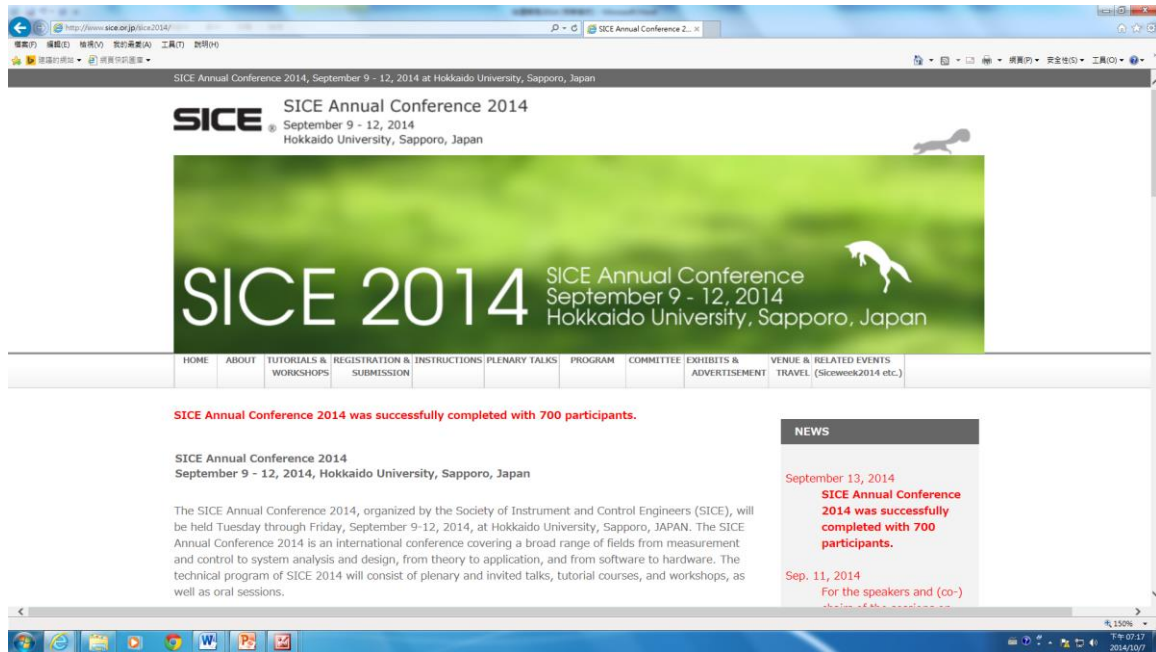 http://www.sice.or.jp/sice2014/
SICE Annual Conference 2...
檔案(F) 編輯(E) 檢視(V) 我的最愛(A) 工具(T) 說明(H)
建議的網站 網頁快訊圖庫
網頁(P) 安全性(S) 工具(O)
SICE Annual Conference 2014, September 9 - 12, 2014 at Hokkaido University, Sapporo, Japan
SICE ®
SICE Annual Conference 2014
September 9 - 12, 2014
Hokkaido University, Sapporo, Japan
SICE 2014
SICE Annual Conference
September 9 - 12, 2014
Hokkaido University, Sapporo, Japan
HOME ABOUT TUTORIALS & WORKSHOPS REGISTRATION & SUBMISSION INSTRUCTIONS PLENARY TALKS PROGRAM COMMITTEE EXHIBITS & ADVERTISEMENT VENUE & TRAVEL RELATED EVENTS (Siceweek2014 etc.)
SICE Annual Conference 2014 was successfully completed with 700 participants.
SICE Annual Conference 2014
September 9 - 12, 2014, Hokkaido University, Sapporo, Japan
The SICE Annual Conference 2014, organized by the Society of Instrument and Control Engineers (SICE), will
be held Tuesday through Friday, September 9-12, 2014, at Hokkaido University, Sapporo, JAPAN. The SICE
Annual Conference 2014 is an international conference covering a broad range of fields from measurement
and control to system analysis and design, from theory to application, and from software to hardware. The
technical program of SICE 2014 will consist of plenary and invited talks, tutorial courses, and workshops, as
well as oral sessions.
NEWS
September 13, 2014
SICE Annual Conference
2014 was successfully
completed with 700
participants.
Sep. 11, 2014
For the speakers and (co-)
150%
下午 07:17
2014/10/7